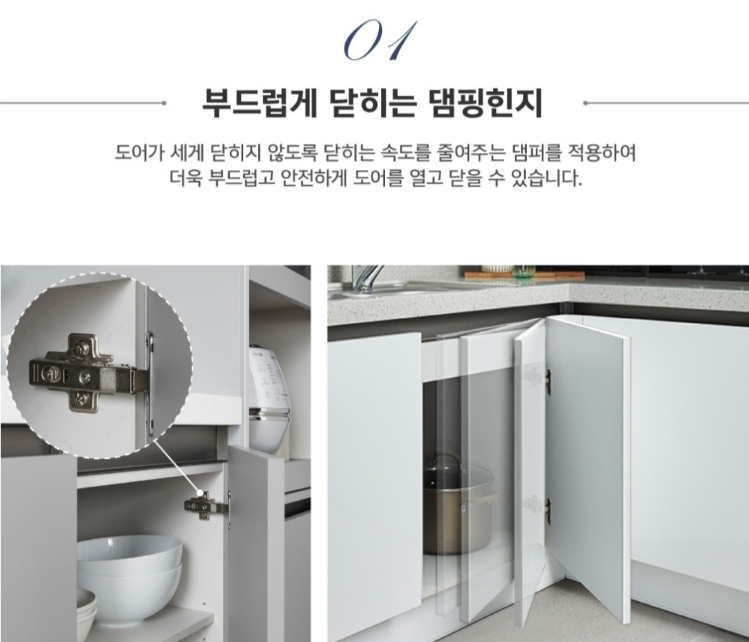 01
부드럽게 닫히는 댐핑힌지
도어가 세게 닫히지 않도록 닫히는 속도를 줄여주는 댐퍼를 적용하여
더욱 부드럽고 안전하게 도어를 열고 닫을 수 있습니다.